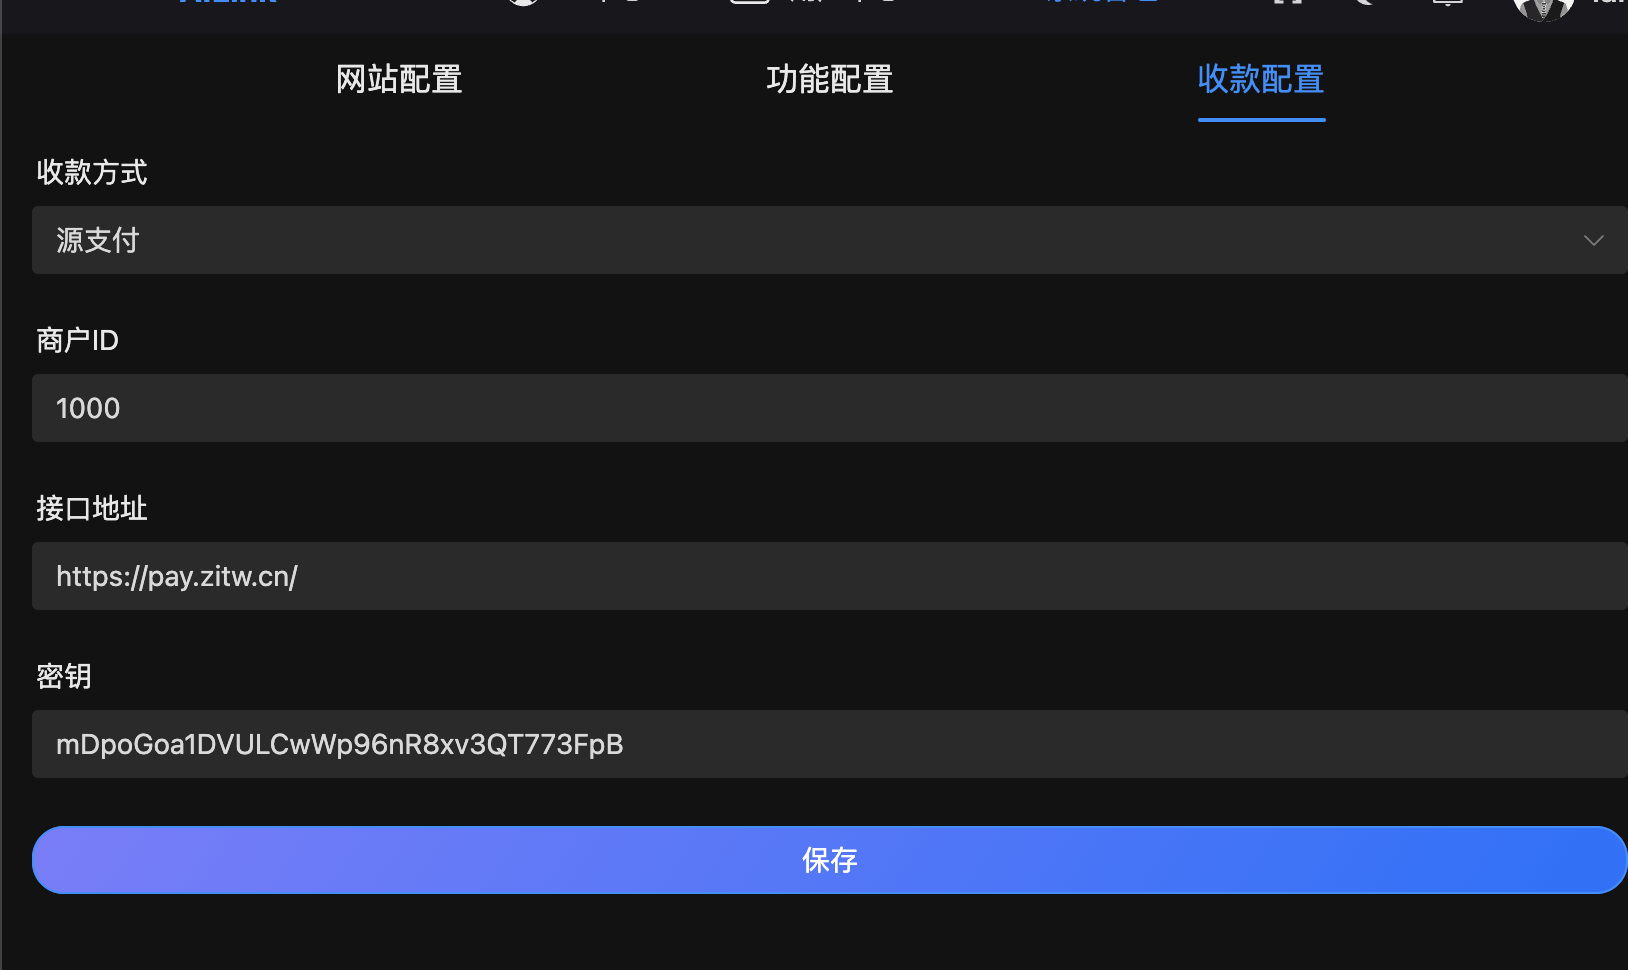 网站配置
功能配置
收款配置
收款方式
源支付
商户ID
1000
接口地址
https://pay.zitw.cn/
密钥
mDpoGoa1DVULCwWp96nR8xv3QT773FpB
保存